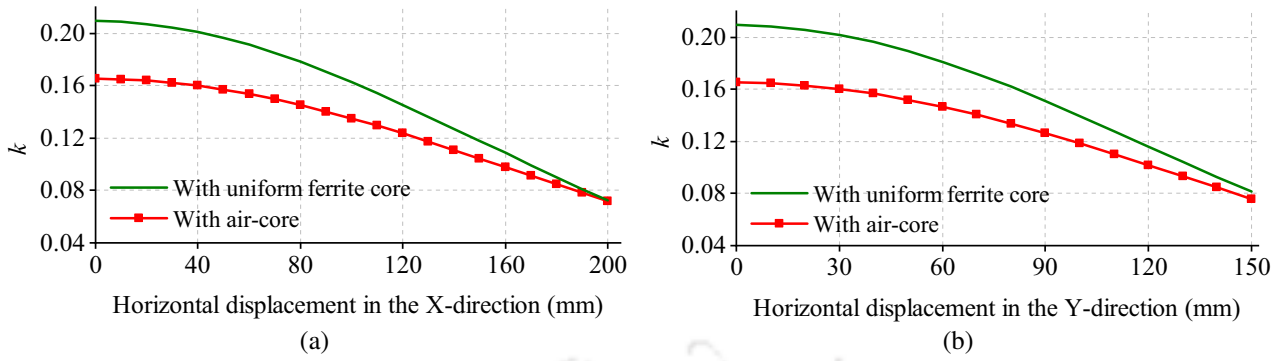 0.20
0.16
0.12
0.08
0.04
k
With uniform ferrite core
With air-core
0 40 80 120 160 200
Horizontal displacement in the X-direction (mm)
(a)
0.20
0.16
0.12
0.08
0.04
k
With uniform ferrite core
With air-core
0 30 60 90 120 150
Horizontal displacement in the Y-direction (mm)
(b)